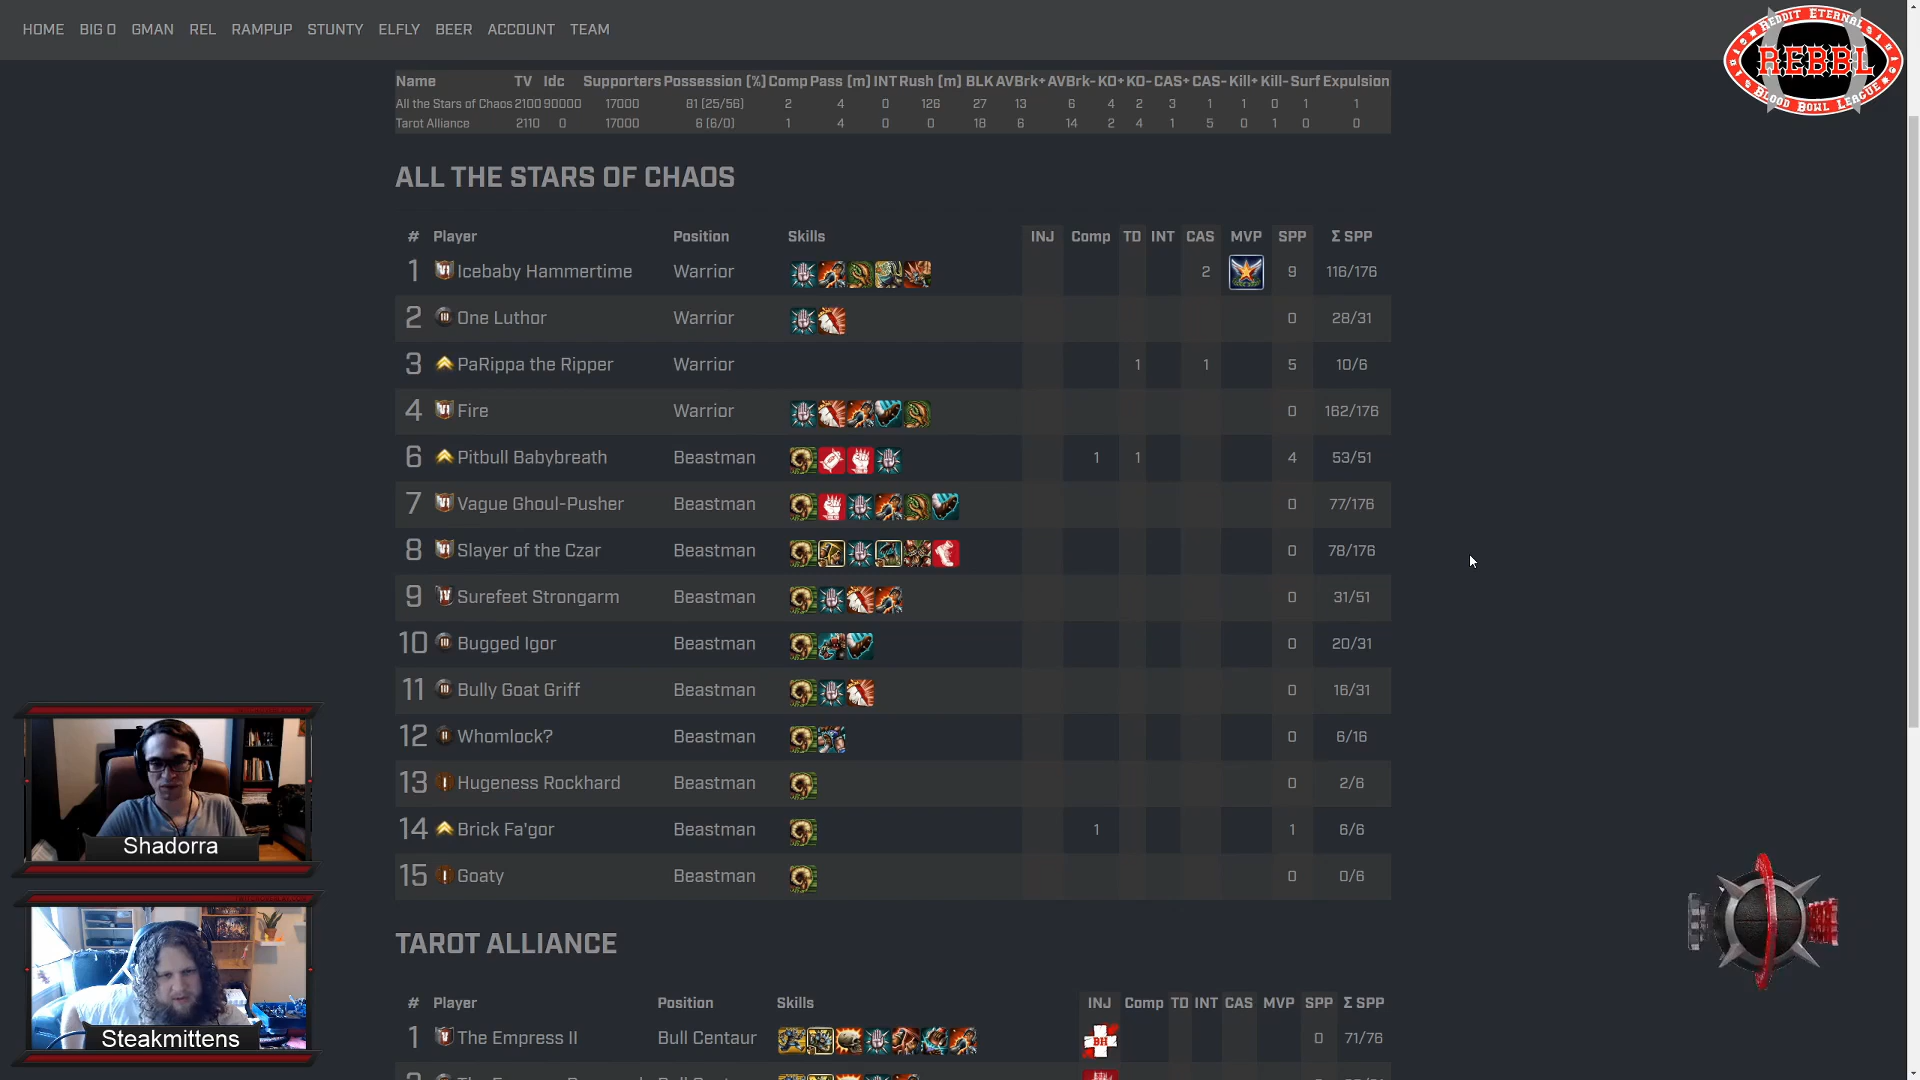 HOME BIG O GMAN REL RAMPUP STUNTY ELFLY BEER ACCOUNT TEAM
REDDIT ETERNAL
REBBL
BLOOD BOWL LEAGUE
Name TV Idc Supporters Possession (%) Comp Pass (m) INT Rush (m) BLK AVBrk+ AVBrk- KO+ KO- CAS+ CAS- Kill+ Kill- Surf Expulsion
All the Stars of Chaos 2100 90000 17000 81 (25/56) 2 4 0 126 27 13 6 4 2 3 1 1 0 1 1
Tarot Alliance 2110 0 17000 6 (6/0) 1 4 0 0 18 6 14 2 4 1 5 0 1 0 0
ALL THE STARS OF CHAOS
# Player Position Skills INJ Comp TD INT CAS MVP SPP Σ SPP
1 Icebaby Hammertime Warrior 2 9 116/176
2 One Luthor Warrior 0 28/31
3 PaRippa the Ripper Warrior 1 1 5 10/6
4 Fire Warrior 0 162/176
6 Pitbull Babybreath Beastman 1 1 4 53/51
7 Vague Ghoul-Pusher Beastman 0 77/176
8 Slayer of the Czar Beastman 0 78/176
9 Surefeet Strongarm Beastman 0 31/51
10 Bugged Igor Beastman 0 20/31
11 Bully Goat Griff Beastman 0 16/31
12 Whomlock? Beastman 0 6/16
13 Hugeness Rockhard Beastman 0 2/6
14 Brick Fa'gor Beastman 1 1 6/6
15 Goaty Beastman 0 0/6
TAROT ALLIANCE
# Player Position Skills INJ Comp TD INT CAS MVP SPP Σ SPP
1 The Empress II Bull Centaur BH 0 71/76
Shadorra
Steakmittens